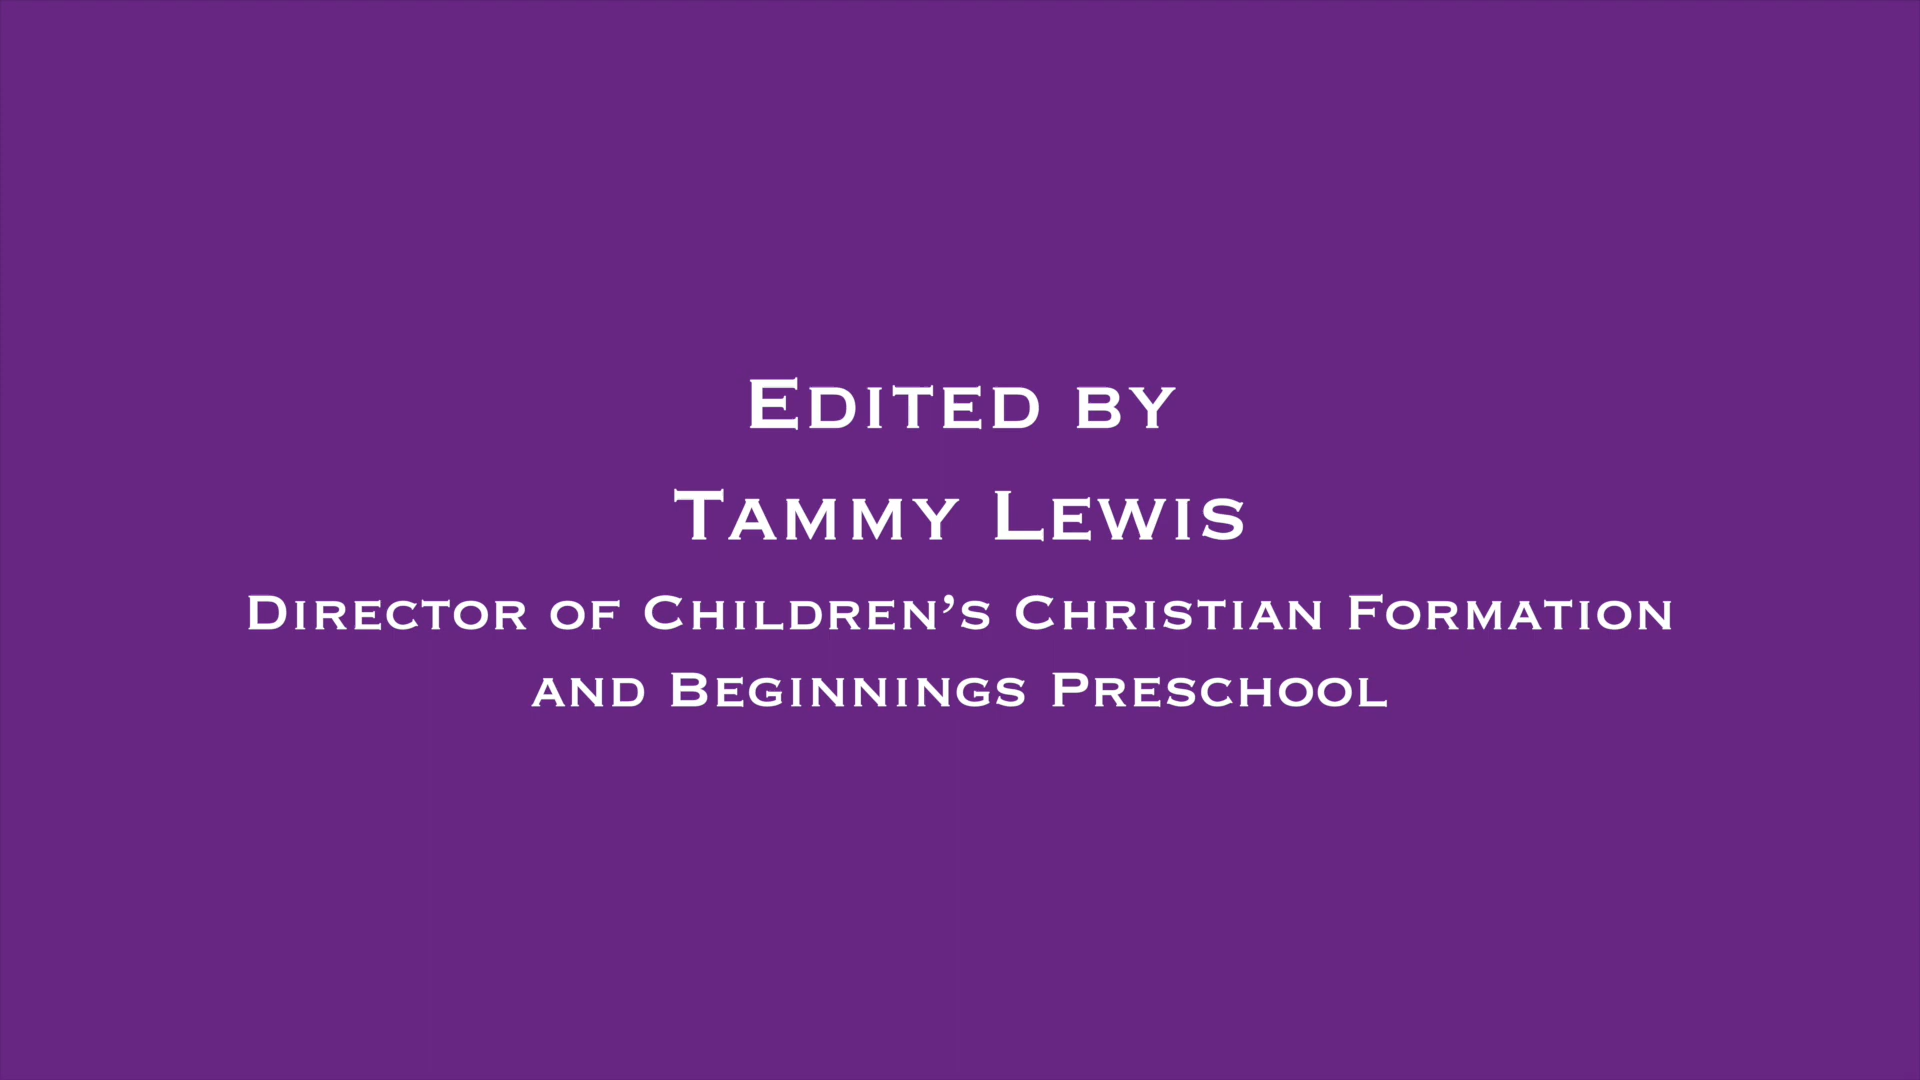 Edited by
Tammy Lewis
Director of Children’s Christian Formation
and Beginnings Preschool